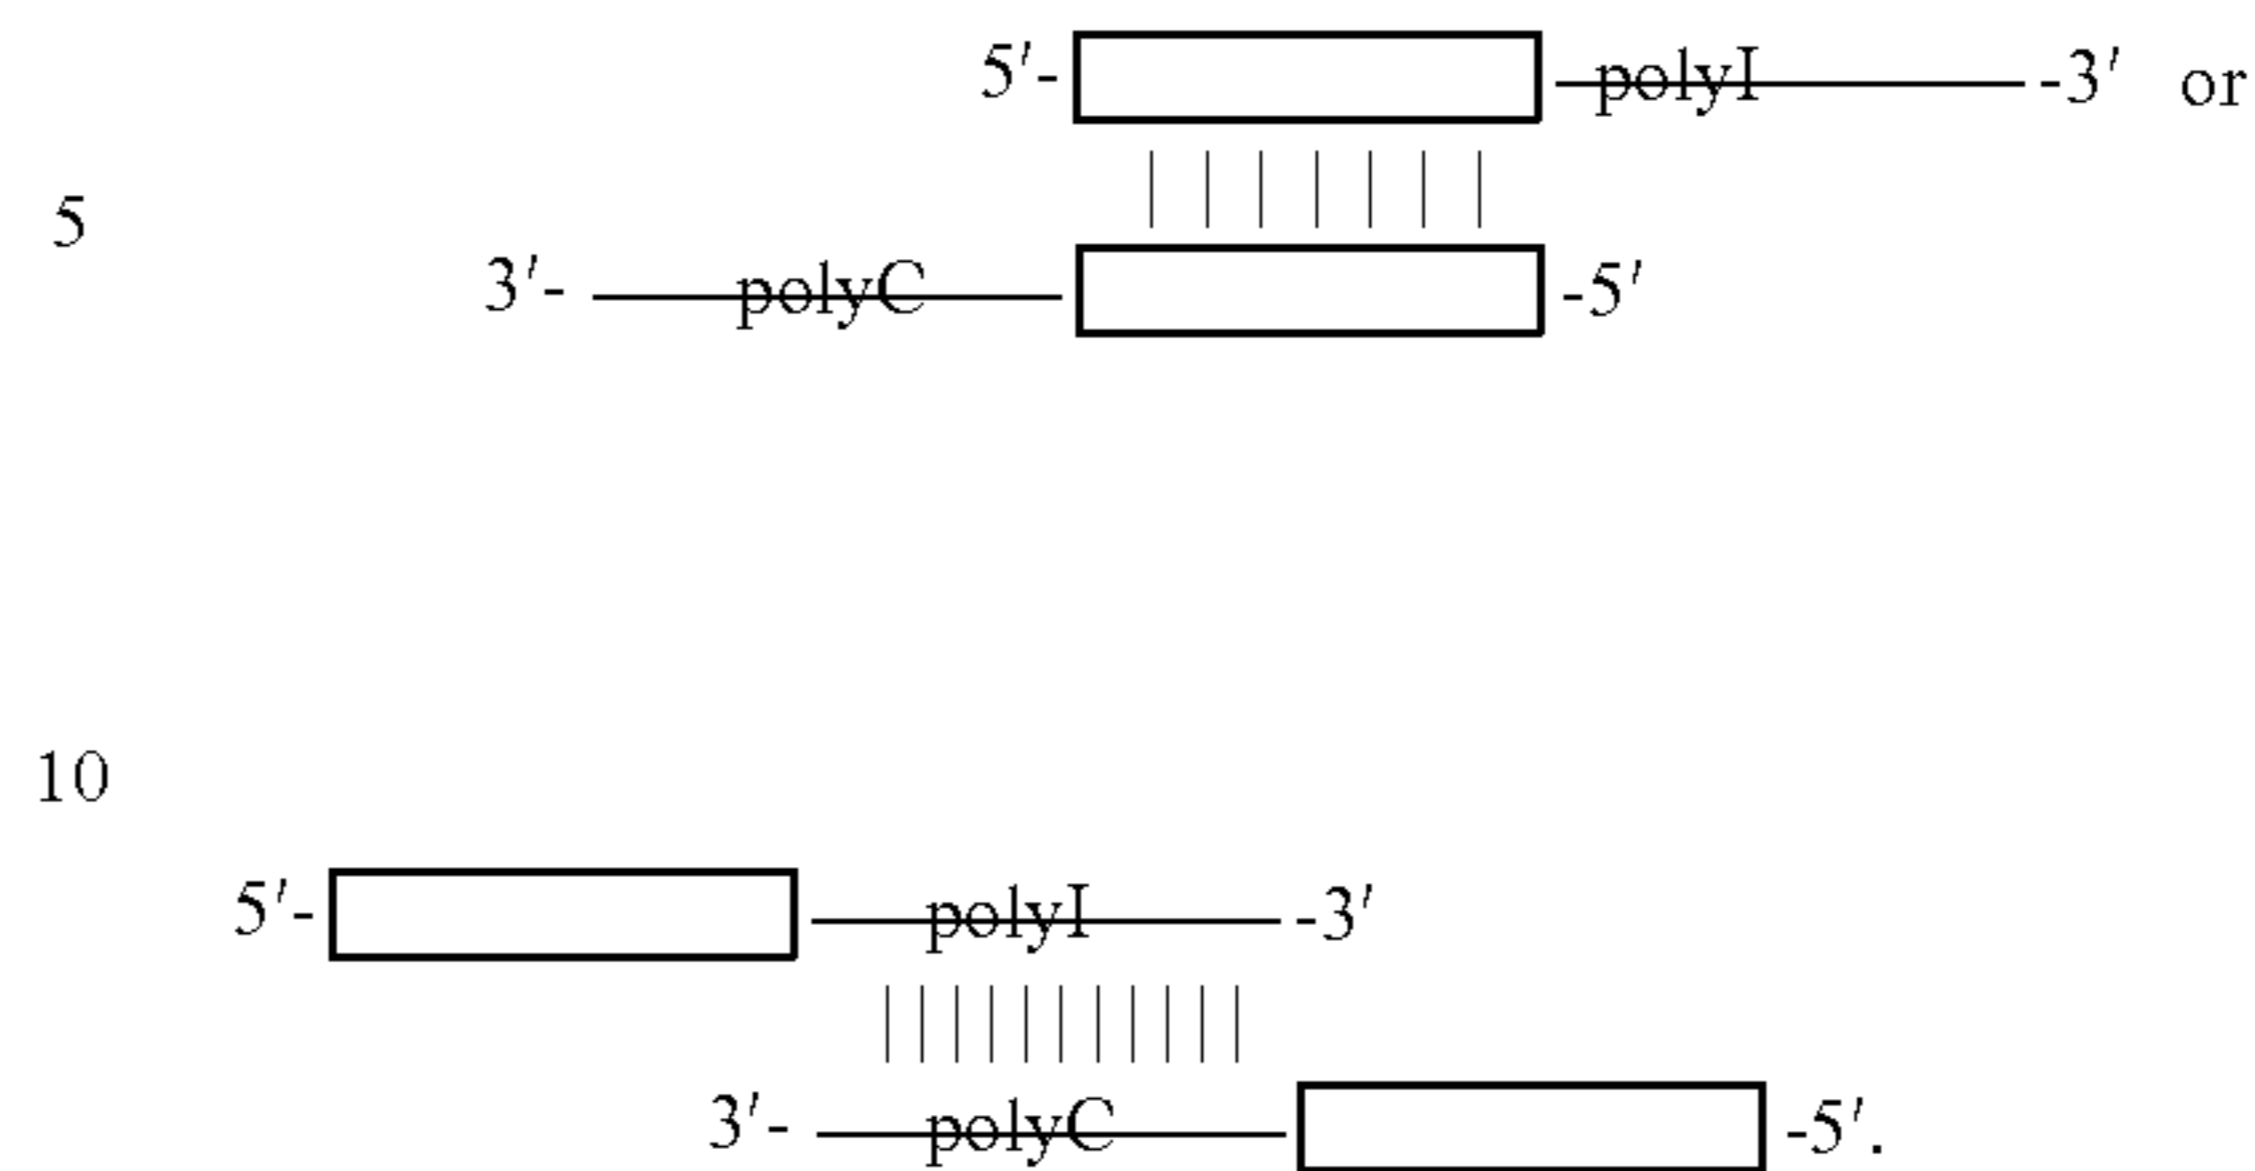 5′- polyI -3′ or
5
3′- polyC -5′
10
5′- polyI -3′
3′- polyC -5′.